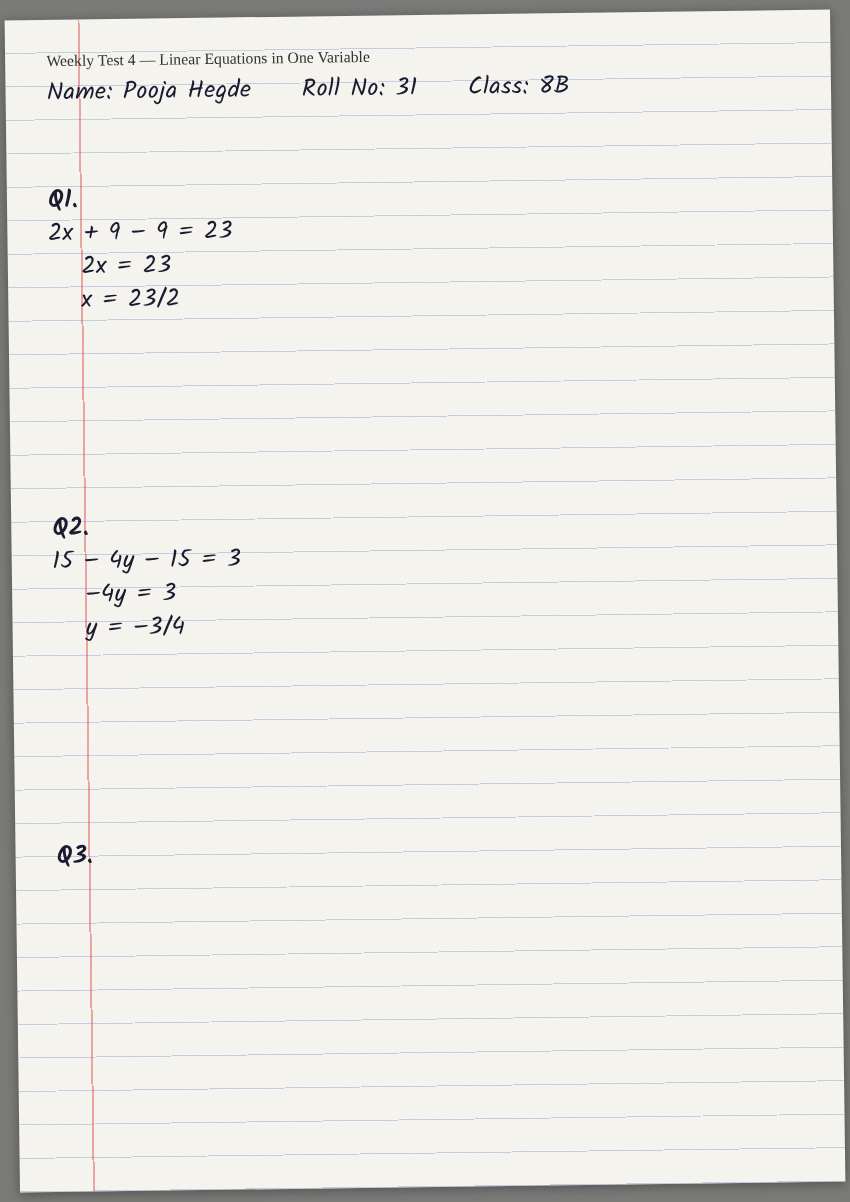 Weekly Test 4 — Linear Equations in One Variable
Name: Pooja Hegde Roll No: 31 Class: 8B
Q1.
2x + 9 − 9 = 23
2x = 23
x = 23/2
Q2.
15 − 4y − 15 = 3
−4y = 3
y = −3/4
Q3.